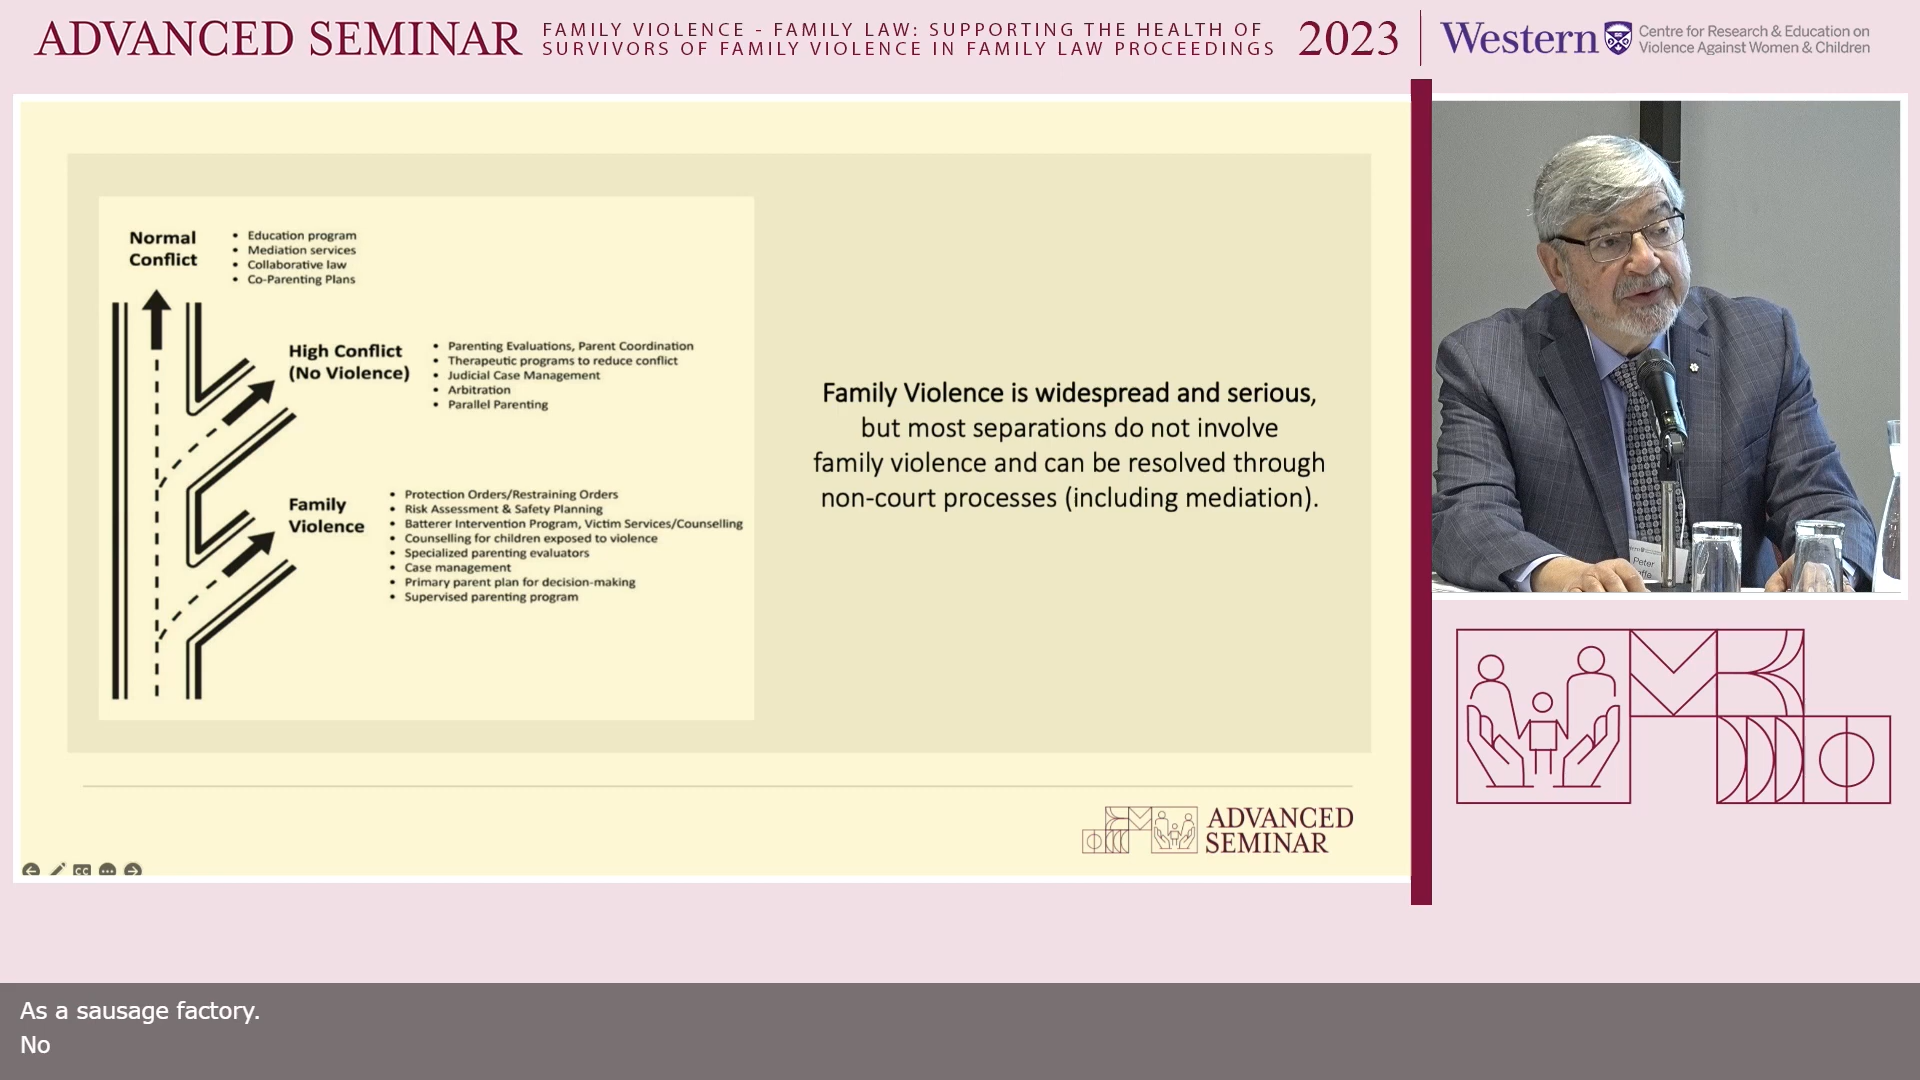 ADVANCED SEMINAR
FAMILY VIOLENCE - FAMILY LAW: SUPPORTING THE HEALTH OF
SURVIVORS OF FAMILY VIOLENCE IN FAMILY LAW PROCEEDINGS
2023
Western
Centre for Research & Education on
Violence Against Women & Children
Normal
Conflict
• Education program
• Mediation services
• Collaborative law
• Co-Parenting Plans
High Conflict
(No Violence)
• Parenting Evaluations, Parent Coordination
• Therapeutic programs to reduce conflict
• Judicial Case Management
• Arbitration
• Parallel Parenting
Family
Violence
• Protection Orders/Restraining Orders
• Risk Assessment & Safety Planning
• Batterer Intervention Program, Victim Services/Counselling
• Counselling for children exposed to violence
• Specialized parenting evaluators
• Case management
• Primary parent plan for decision-making
• Supervised parenting program
Family Violence is widespread and serious,
but most separations do not involve
family violence and can be resolved through
non-court processes (including mediation).
ADVANCED
SEMINAR
CC
Peter
As a sausage factory.
No